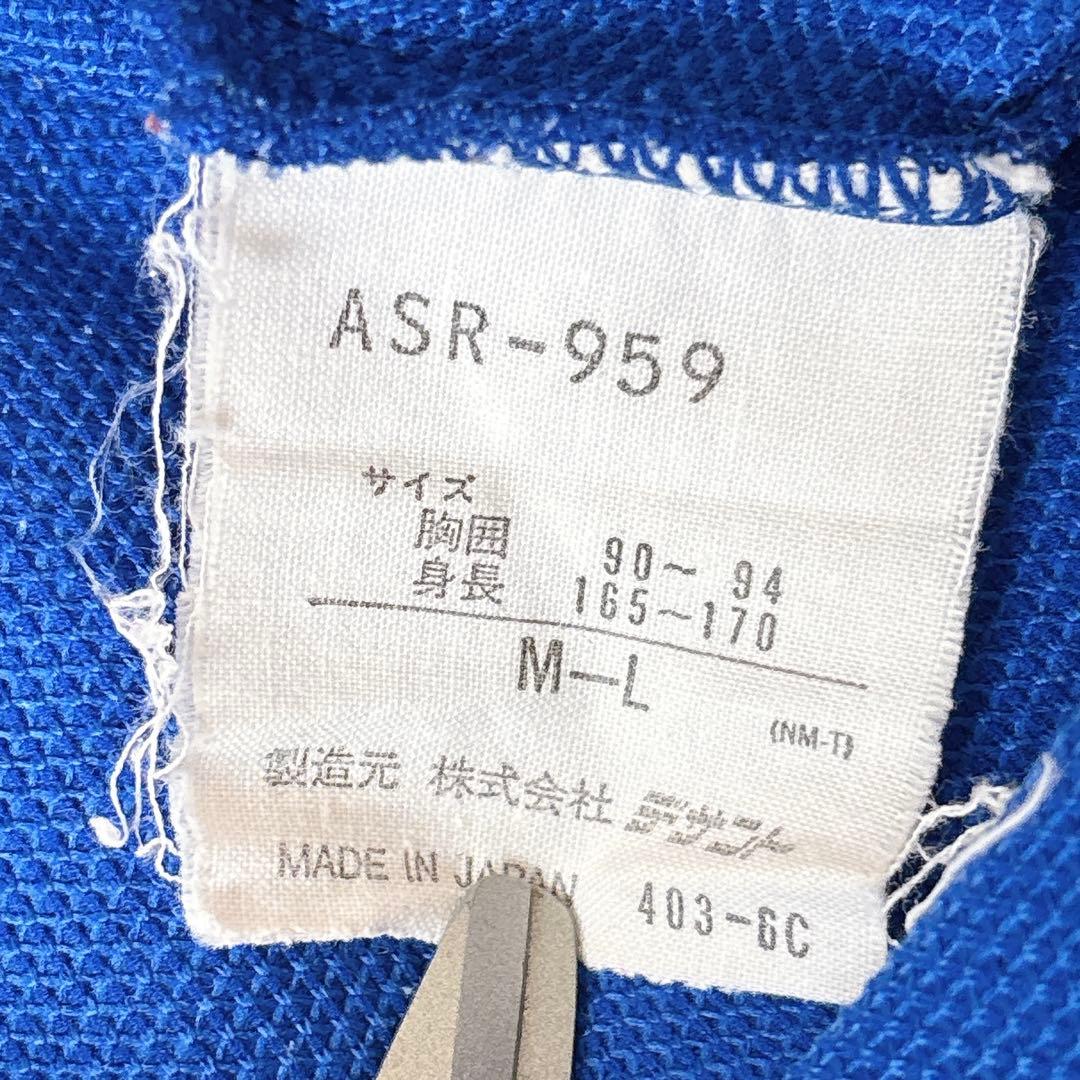 ASR-959
サイズ
胸囲 90~ 94
身長 165~170
M—L
(NM-T)
製造元 株式会社 デサント
MADE IN JAPAN 403-6C